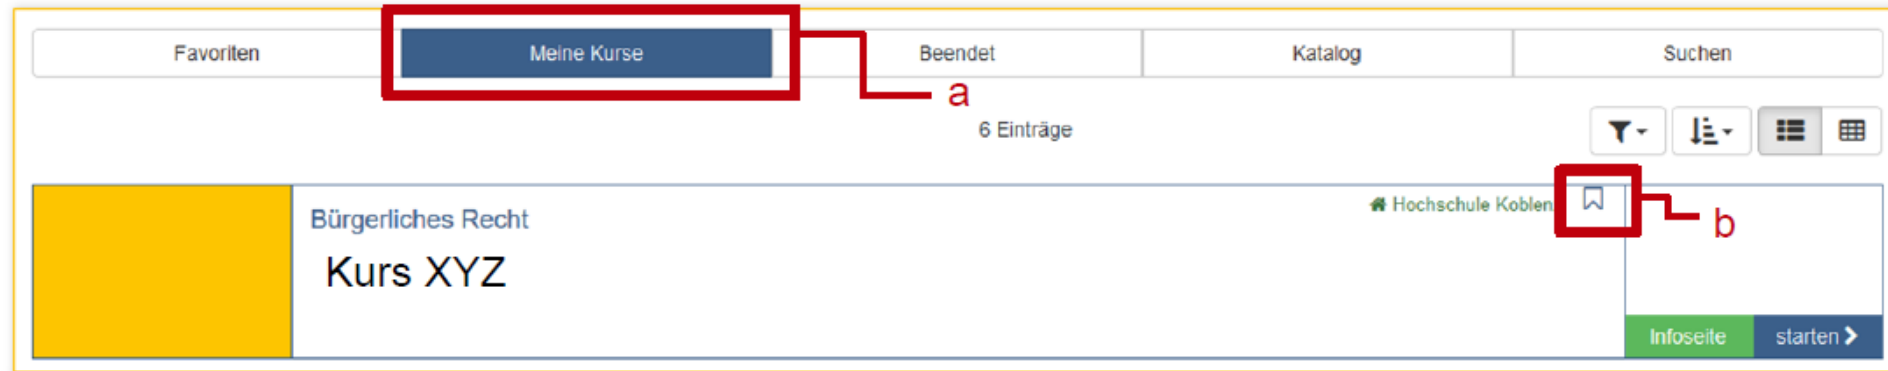 Favoriten Meine Kurse Beendet Katalog Suchen
a
6 Einträge
Hochschule Koblen
b
Bürgerliches Recht
Kurs XYZ
Infoseite starten